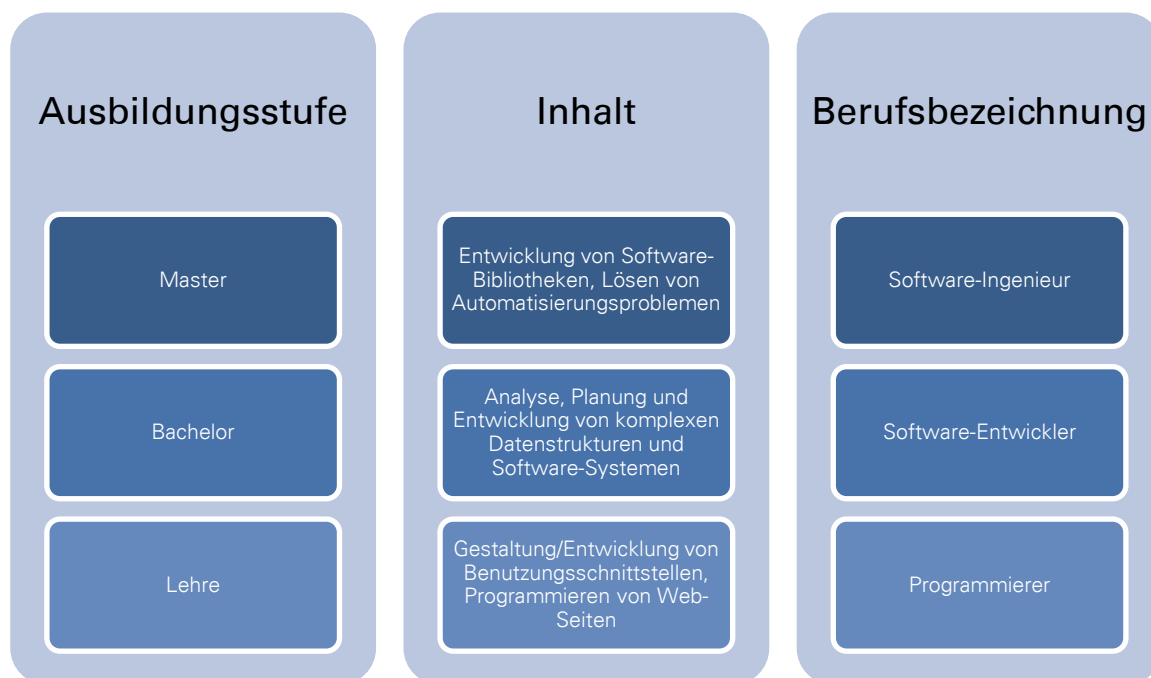 Ausbildungsstufe
Master
Bachelor
Lehre
Inhalt
Entwicklung von Software-
Bibliotheken, Lösen von
Automatisierungsproblemen
Analyse, Planung und
Entwicklung von komplexen
Datenstrukturen und
Software-Systemen
Gestaltung/Entwicklung von
Benutzungsschnittstellen,
Programmieren von Web-
Seiten
Berufsbezeichnung
Software-Ingenieur
Software-Entwickler
Programmierer